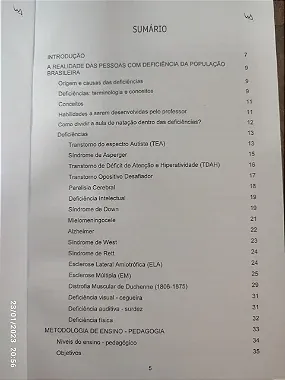 SUMÁRIO
INTRODUÇÃO 7
A REALIDADE DAS PESSOAS COM DEFICIÊNCIA DA POPULAÇÃO
BRASILEIRA 9
Origem e causas das deficiências 9
Deficiências: terminologia e conceitos 9
Conceitos 11
Habilidades a serem desenvolvidas pelo professor 11
Como dividir a aula de natação dentro das deficiências? 12
Deficiências 13
Transtorno do espectro Autista (TEA) 13
Síndrome de Asperger 15
Transtorno de Déficit de Atenção e Hiperatividade (TDAH) 16
Transtorno Opositivo Desafiador 17
Paralisia Cerebral 18
Deficiência Intelectual 19
Síndrome de Down 19
Mielomeningocele 21
Alzheimer 22
Síndrome de West 23
Síndrome de Rett 24
Esclerose Lateral Amiotrófica (ELA) 24
Esclerose Múltipla (EM) 25
Distrofia Muscular de Duchenne (1806-1875) 29
Deficiência visual - cegueira 31
Deficiência auditiva - surdez 31
Deficiência física 32
METODOLOGIA DE ENSINO - PEDAGOGIA 33
Níveis do ensino - pedagógico 34
Objetivos 35
5
23/01/2023 20:56